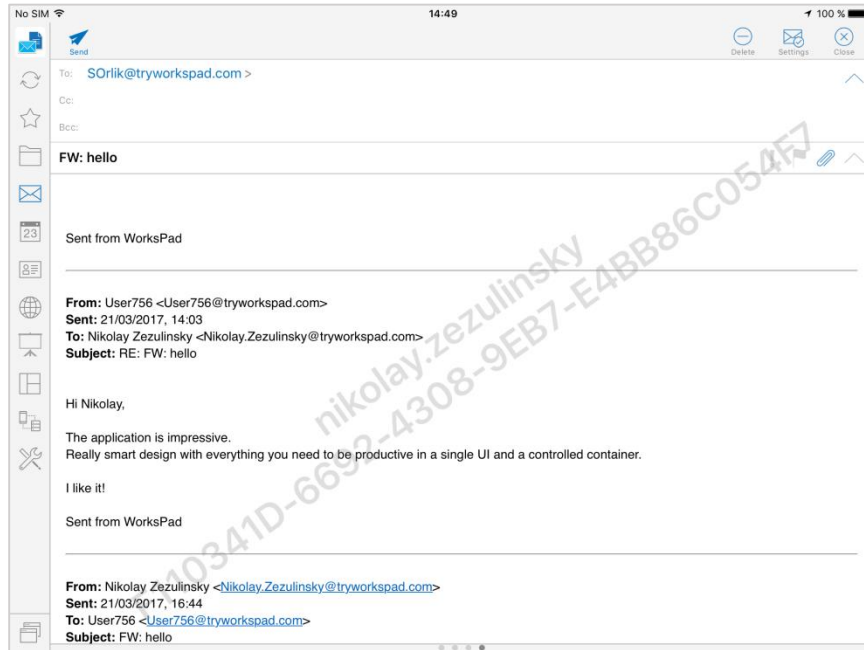 No SIM 14:49 100 %
Send Delete Settings Close
To: SOrlik@tryworkspad.com >
Cc:
Bcc:
FW: hello
Sent from WorksPad
23
From: User756 <User756@tryworkspad.com>
Sent: 21/03/2017, 14:03
To: Nikolay Zezulinsky <Nikolay.Zezulinsky@tryworkspad.com>
Subject: RE: FW: hello
Hi Nikolay,
The application is impressive.
Really smart design with everything you need to be productive in a single UI and a controlled container.
I like it!
Sent from WorksPad
From: Nikolay Zezulinsky <Nikolay.Zezulinsky@tryworkspad.com>
Sent: 21/03/2017, 16:44
To: User756 <User756@tryworkspad.com>
Subject: FW: hello
nikolay.zezulinsky